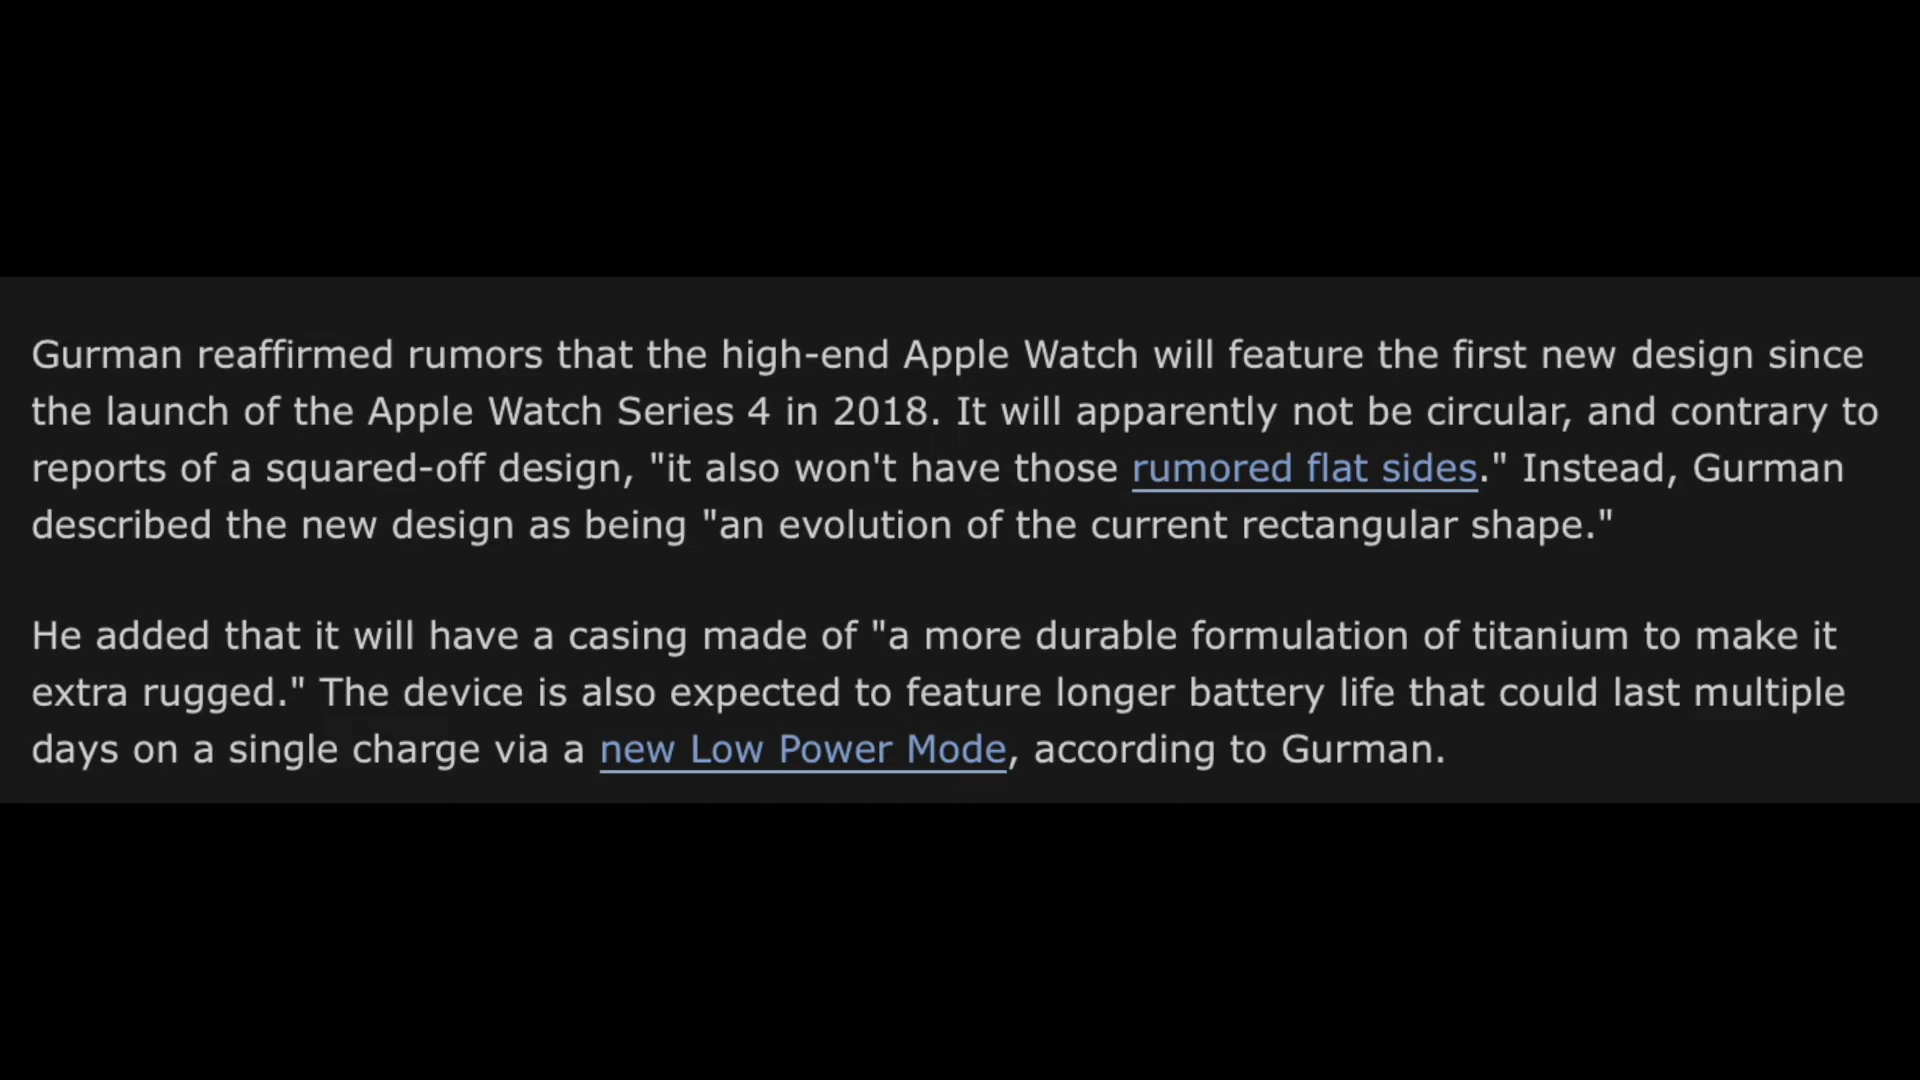 Gurman reaffirmed rumors that the high-end Apple Watch will feature the first new design since
the launch of the Apple Watch Series 4 in 2018. It will apparently not be circular, and contrary to
reports of a squared-off design, "it also won't have those rumored flat sides." Instead, Gurman
described the new design as being "an evolution of the current rectangular shape."
He added that it will have a casing made of "a more durable formulation of titanium to make it
extra rugged." The device is also expected to feature longer battery life that could last multiple
days on a single charge via a new Low Power Mode, according to Gurman.